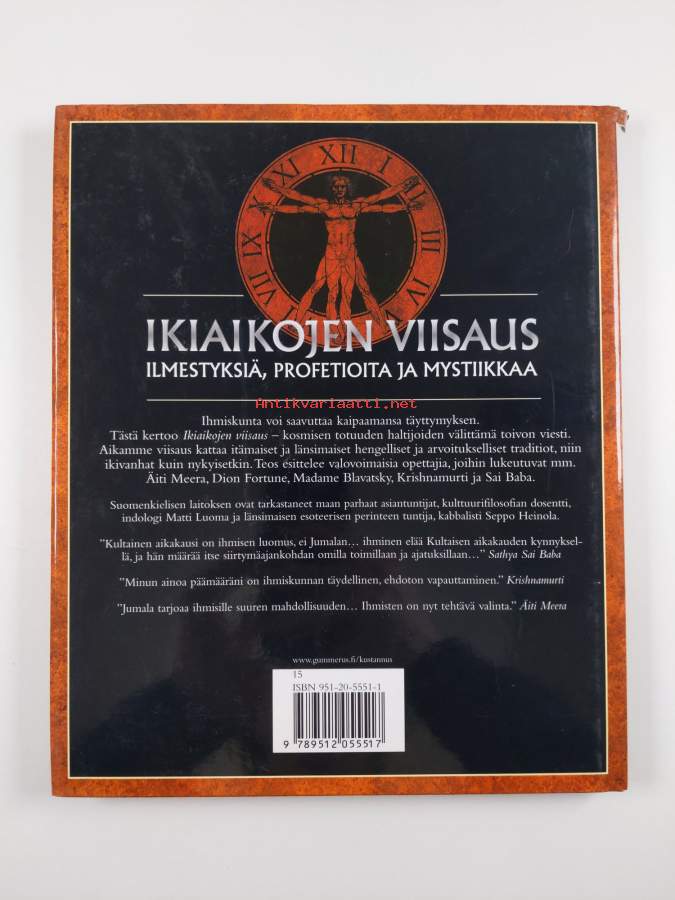 XII I II III IV V VII IX X XI
IKIAIKOJEN VIISAUS
ILMESTYKSIÄ, PROFETIOITA JA MYSTIIKKAA
Antikvariaatti.net
Ihmiskunta voi saavuttaa kaipaamansa täyttymyksen.
Tästä kertoo Ikiaikojen viisaus – kosmisen totuuden haltijoiden välittämä toivon viesti.
Aikamme viisaus kattaa itämaiset ja länsimaiset hengelliset ja arvoitukselliset traditiot, niin
ikivanhat kuin nykyisetkin. Teos esittelee valovoimaisia opettajia, joihin lukeutuvat mm.
Äiti Meera, Dion Fortune, Madame Blavatsky, Krishnamurti ja Sai Baba.
Suomenkielisen laitoksen ovat tarkastaneet maan parhaat asiantuntijat, kulttuurifilosofian dosentti,
indologi Matti Luoma ja länsimaisen esoteerisen perinteen tuntija, kabbalisti Seppo Heinola.
”Kultainen aikakausi on ihmisen luomus, ei Jumalan… ihminen elää Kultaisen aikakauden kynnyksel-
lä, ja hän määrää itse siirtymäajankohdan omilla toimillaan ja ajatuksillaan…” Sathya Sai Baba
”Minun ainoa päämääräni on ihmiskunnan täydellinen, ehdoton vapauttaminen.” Krishnamurti
”Jumala tarjoaa ihmisille suuren mahdollisuuden… Ihmisten on nyt tehtävä valinta.” Äiti Meera
www.gummerus.fi/kustannus
15
ISBN 951-20-5551-1
9 789512 055517